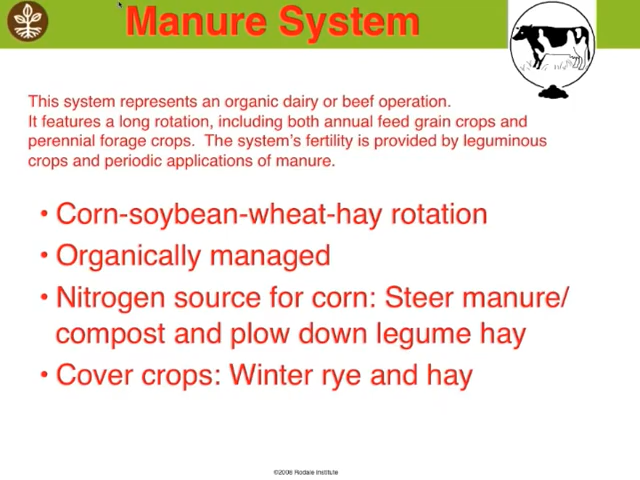 Manure System
This system represents an organic dairy or beef operation.
It features a long rotation, including both annual feed grain crops and
perennial forage crops.  The system's fertility is provided by leguminous
crops and periodic applications of manure.
• Corn-soybean-wheat-hay rotation
• Organically managed
• Nitrogen source for corn: Steer manure/
compost and plow down legume hay
• Cover crops: Winter rye and hay
©2008 Rodale Institute